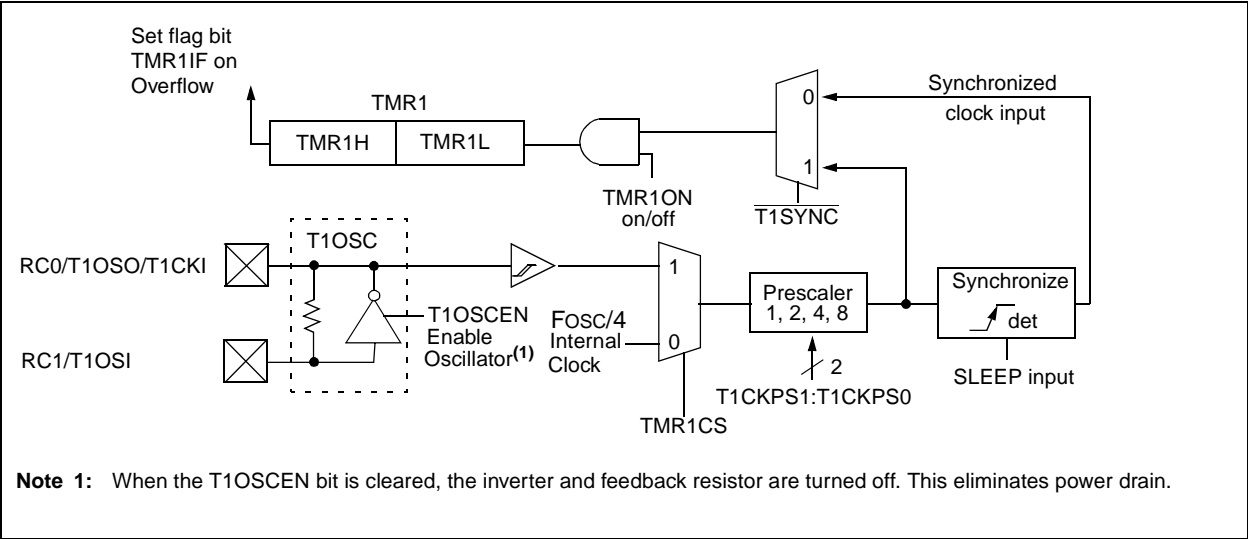 Set flag bit
TMR1IF on
Overflow
TMR1
TMR1H
TMR1L
TMR1ON
on/off
0
1
T1SYNC
Synchronized
clock input
RC0/T1OSO/T1CKI
T1OSC
RC1/T1OSI
T1OSCEN
Enable
Oscillator(1)
FOSC/4
Internal
Clock
1
0
TMR1CS
Prescaler
1, 2, 4, 8
2
T1CKPS1:T1CKPS0
Synchronize
det
SLEEP input
Note 1: When the T1OSCEN bit is cleared, the inverter and feedback resistor are turned off. This eliminates power drain.